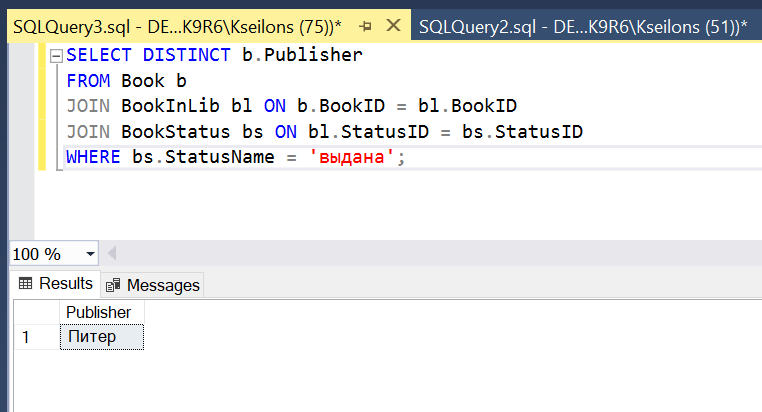 SQLQuery3.sql - DE...K9R6\Kseilons (75))* SQLQuery2.sql - DE...K9R6\Kseilons (51))*
SELECT DISTINCT b.Publisher
FROM Book b
JOIN BookInLib bl ON b.BookID = bl.BookID
JOIN BookStatus bs ON bl.StatusID = bs.StatusID
WHERE bs.StatusName = 'выдана';
100 %
Results Messages
Publisher
1 Питер